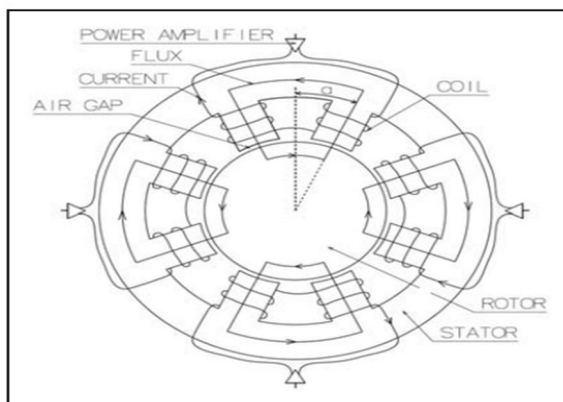 POWER AMPLIFIER
FLUX
CURRENT
AIR GAP
α
COIL
ROTOR
STATOR